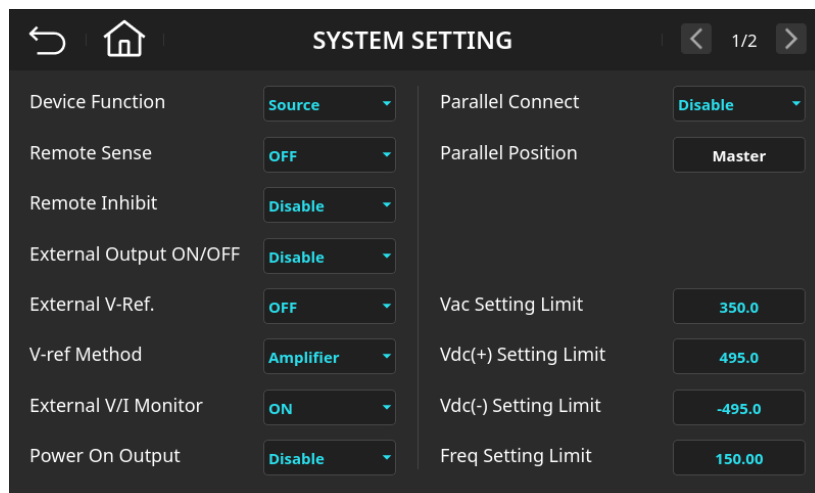 SYSTEM SETTING
1/2
Device Function Source
Remote Sense OFF
Remote Inhibit Disable
External Output ON/OFF Disable
External V-Ref. OFF
V-ref Method Amplifier
External V/I Monitor ON
Power On Output Disable
Parallel Connect Disable
Parallel Position Master
Vac Setting Limit 350.0
Vdc(+) Setting Limit 495.0
Vdc(-) Setting Limit -495.0
Freq Setting Limit 150.00